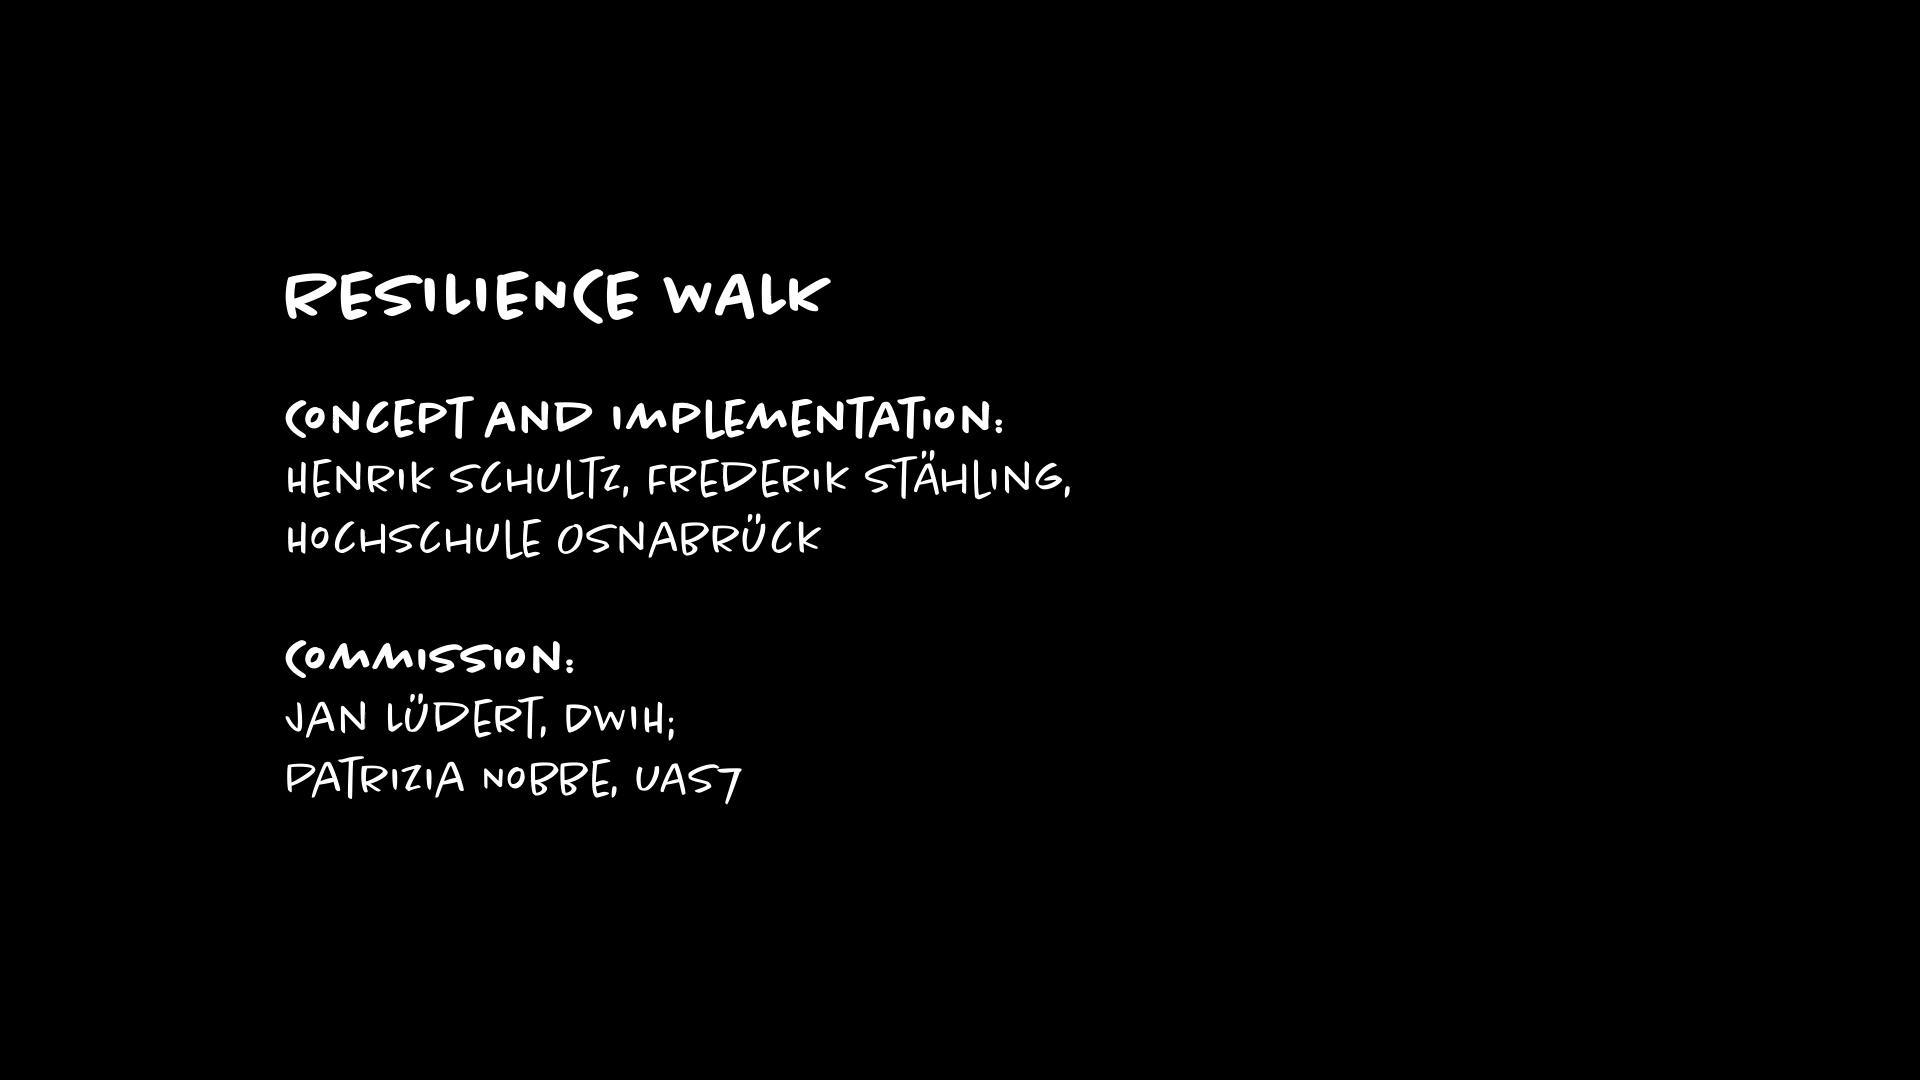 RESILIENCE WALK
CONCEPT AND IMPLEMENTATION:
HENRIK SCHULTZ, FREDERIK STÄHLING,
HOCHSCHULE OSNABRÜCK
COMMISSION:
JAN LÜDERT, DWIH;
PATRIZIA NOBBE, UAS7